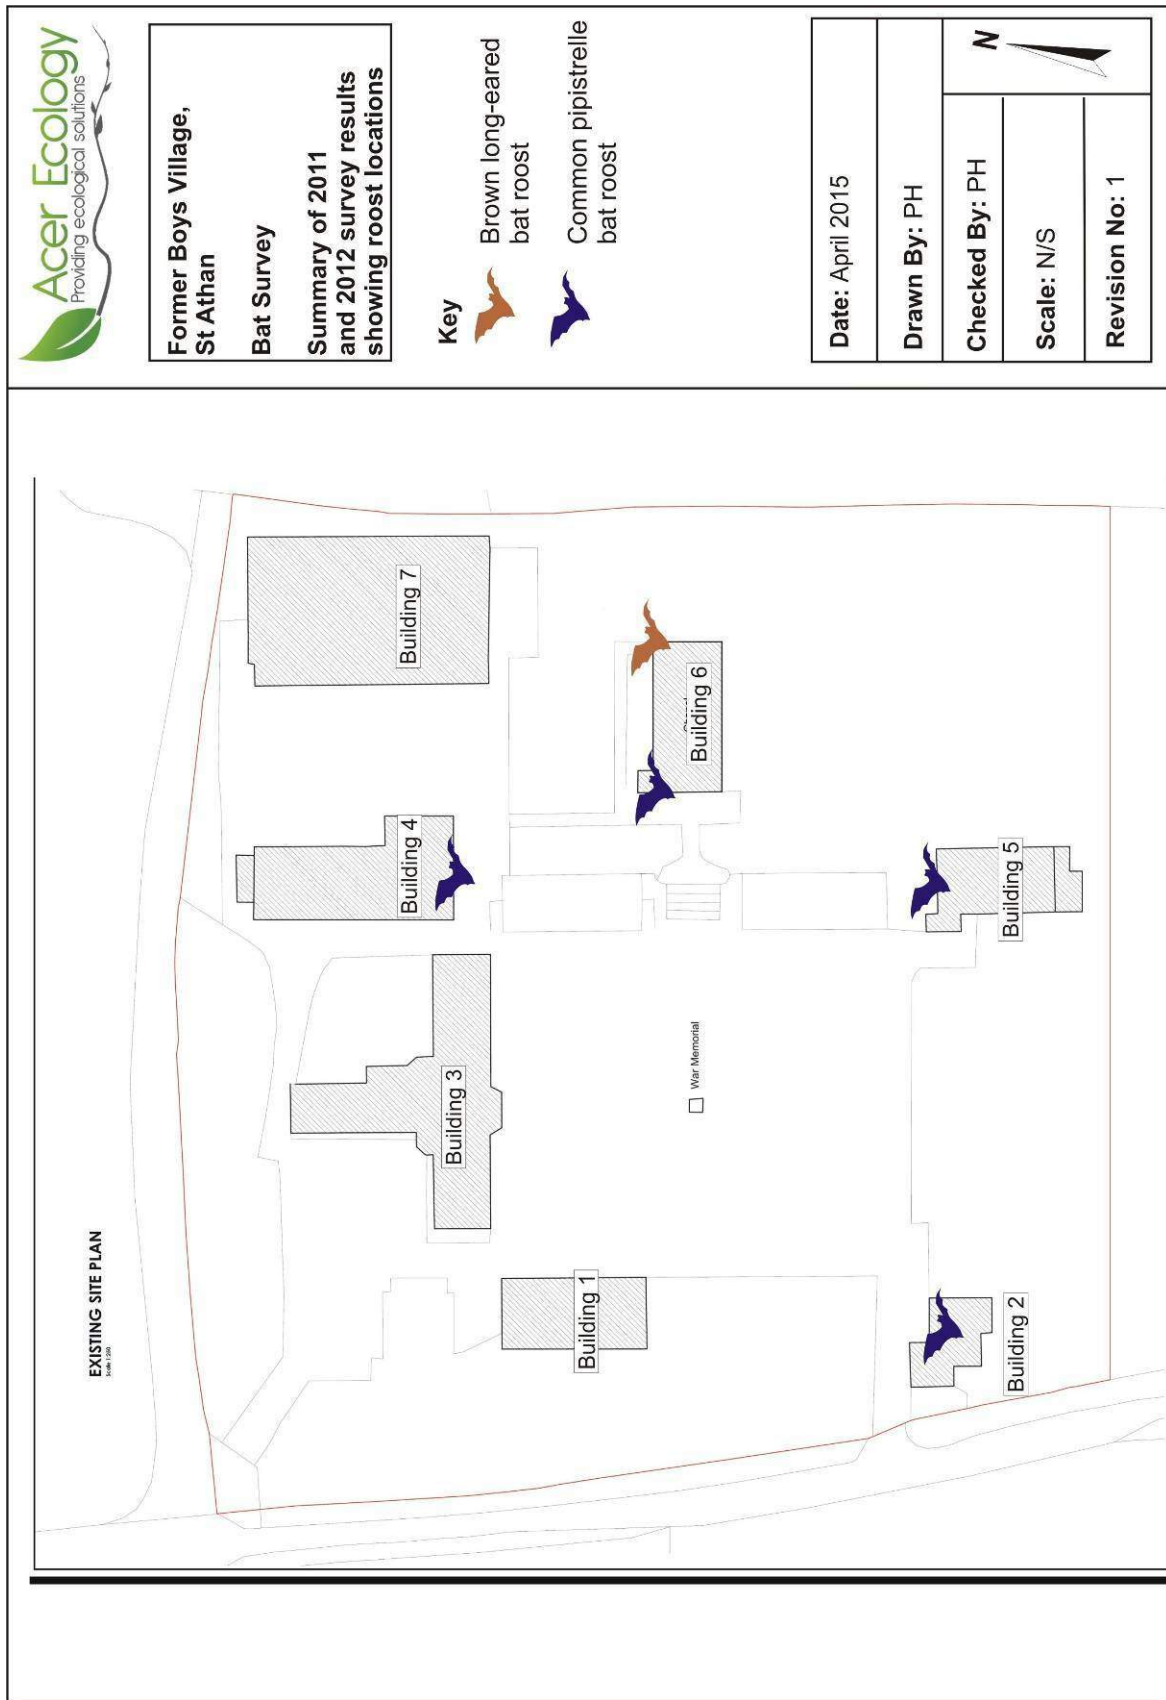 Acer Ecology
Providing ecological solutions
Former Boys Village,
St Athan
Bat Survey
Summary of 2011
and 2012 survey results
showing roost locations
Key
Brown long-eared
bat roost
Common pipistrelle
bat roost
Date: April 2015
Drawn By: PH
Checked By: PH
Scale: N/S
Revision No: 1
N
EXISTING SITE PLAN
Scale 1:250
Building 7
Building 4
Building 6
Building 3
Building 5
War Memorial
Building 1
Building 2